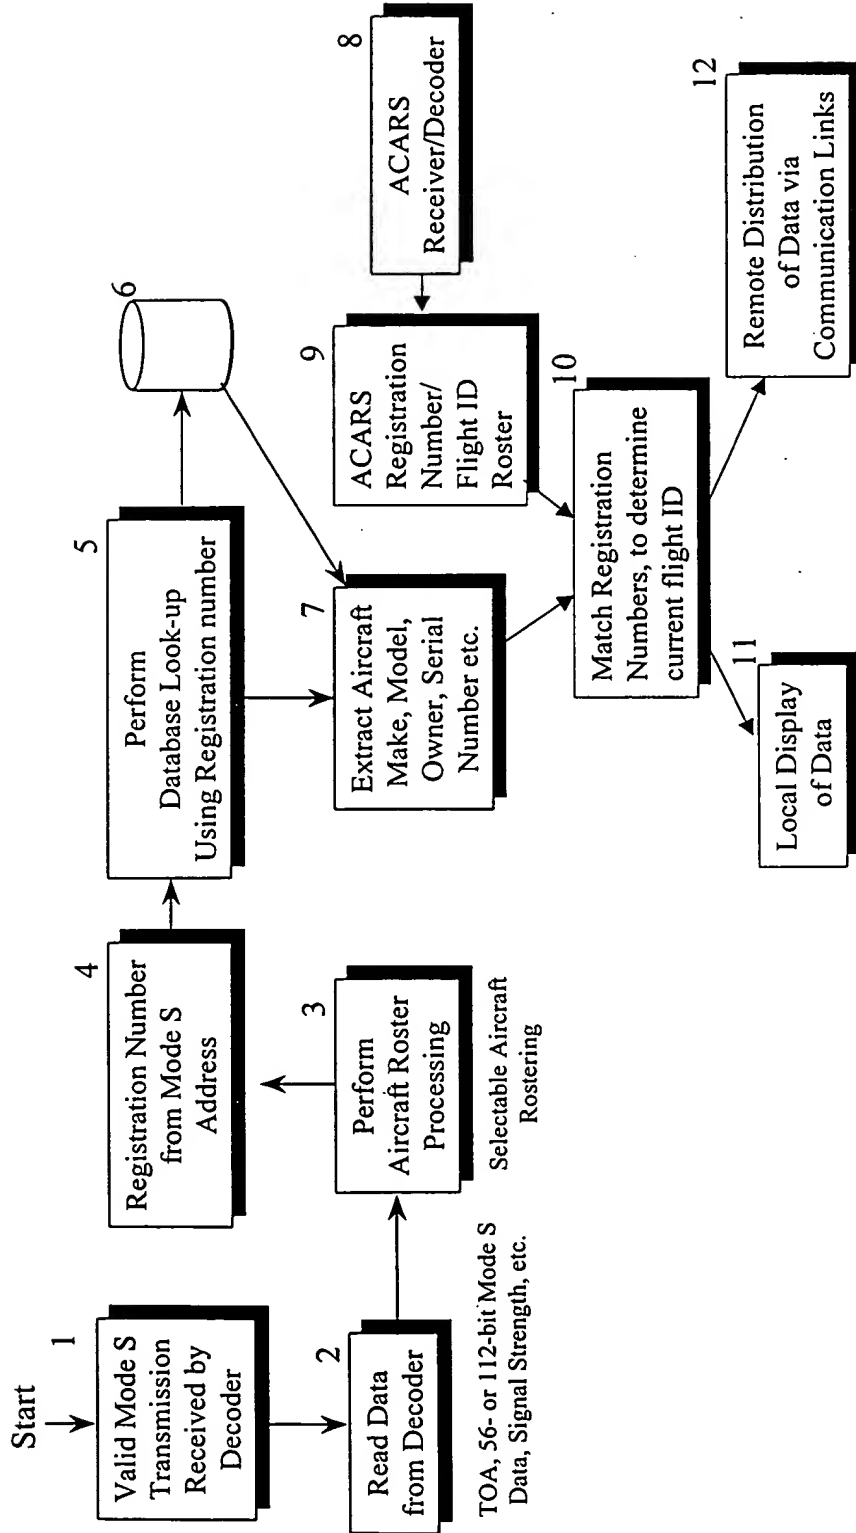 Start
1
Valid Mode S
Transmission
Received by
Decoder
2
Read Data
from Decoder
TOA, 56- or 112-bit Mode S
Data, Signal Strength, etc.
3
Perform
Aircraft Roster
Processing
Selectable Aircraft
Rostering
4
Registration Number
from Mode S
Address
5
Perform
Database Look-up
Using Registration number
6
7
Extract Aircraft
Make, Model,
Owner, Serial
Number etc.
8
ACARS
Receiver/Decoder
9
ACARS
Registration
Number/
Flight ID
Roster
10
Match Registration
Numbers, to determine
current flight ID
11
Local Display
of Data
12
Remote Distribution
of Data via
Communication Links